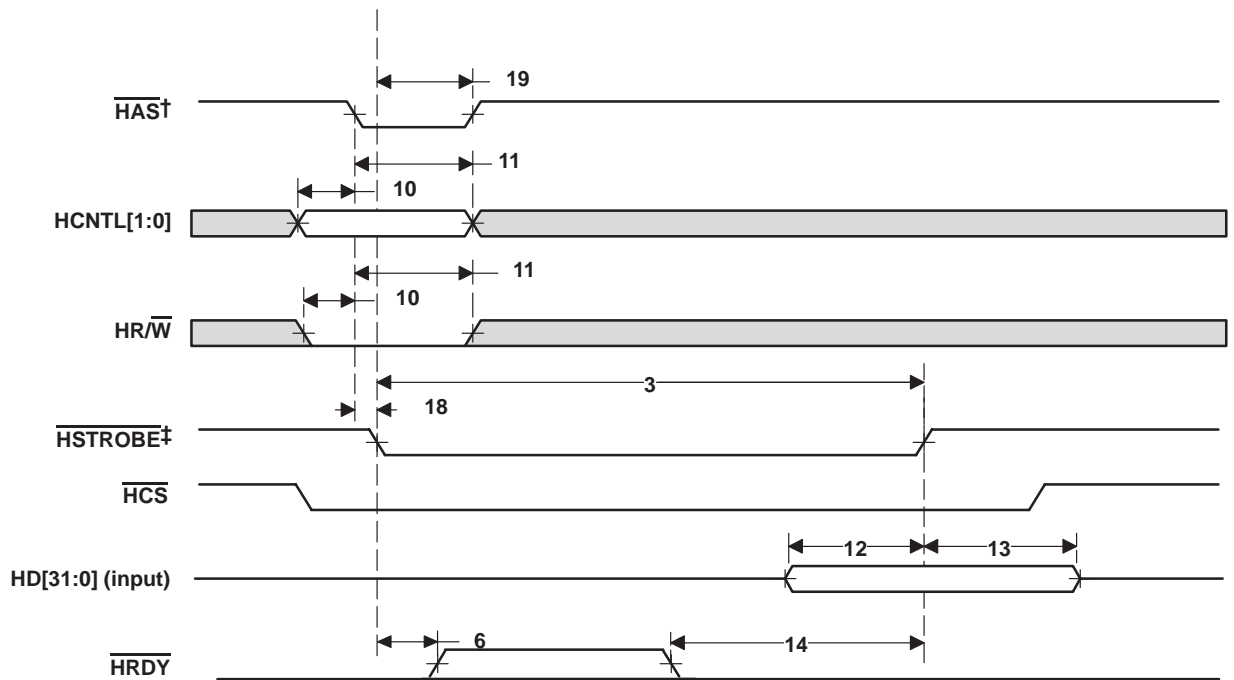 19
HAS†
11
10
HCNTL[1:0]
11
10
HR/W
3
18
HSTROBE‡
HCS
12
13
HD[31:0] (input)
6
14
HRDY